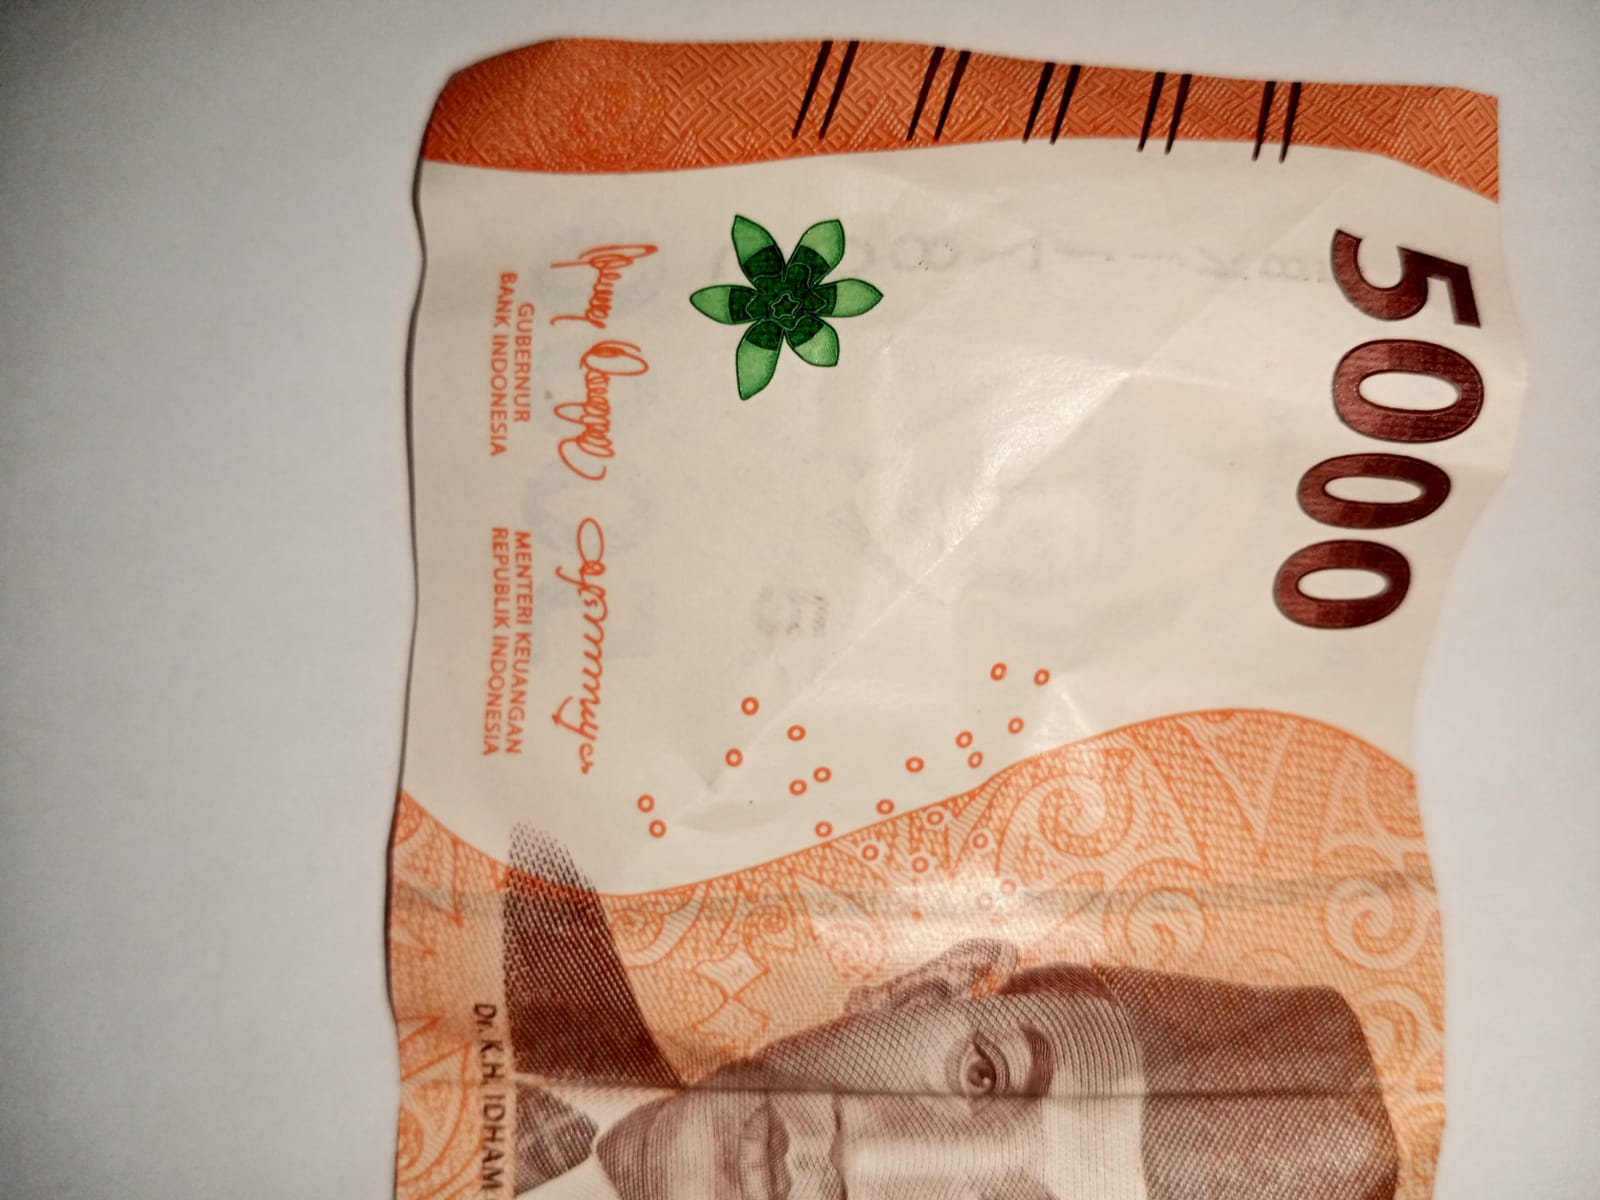 5000
GUBERNUR
BANK INDONESIA
MENTERI KEUANGAN
REPUBLIK INDONESIA
Dr. K.H. IDHAM